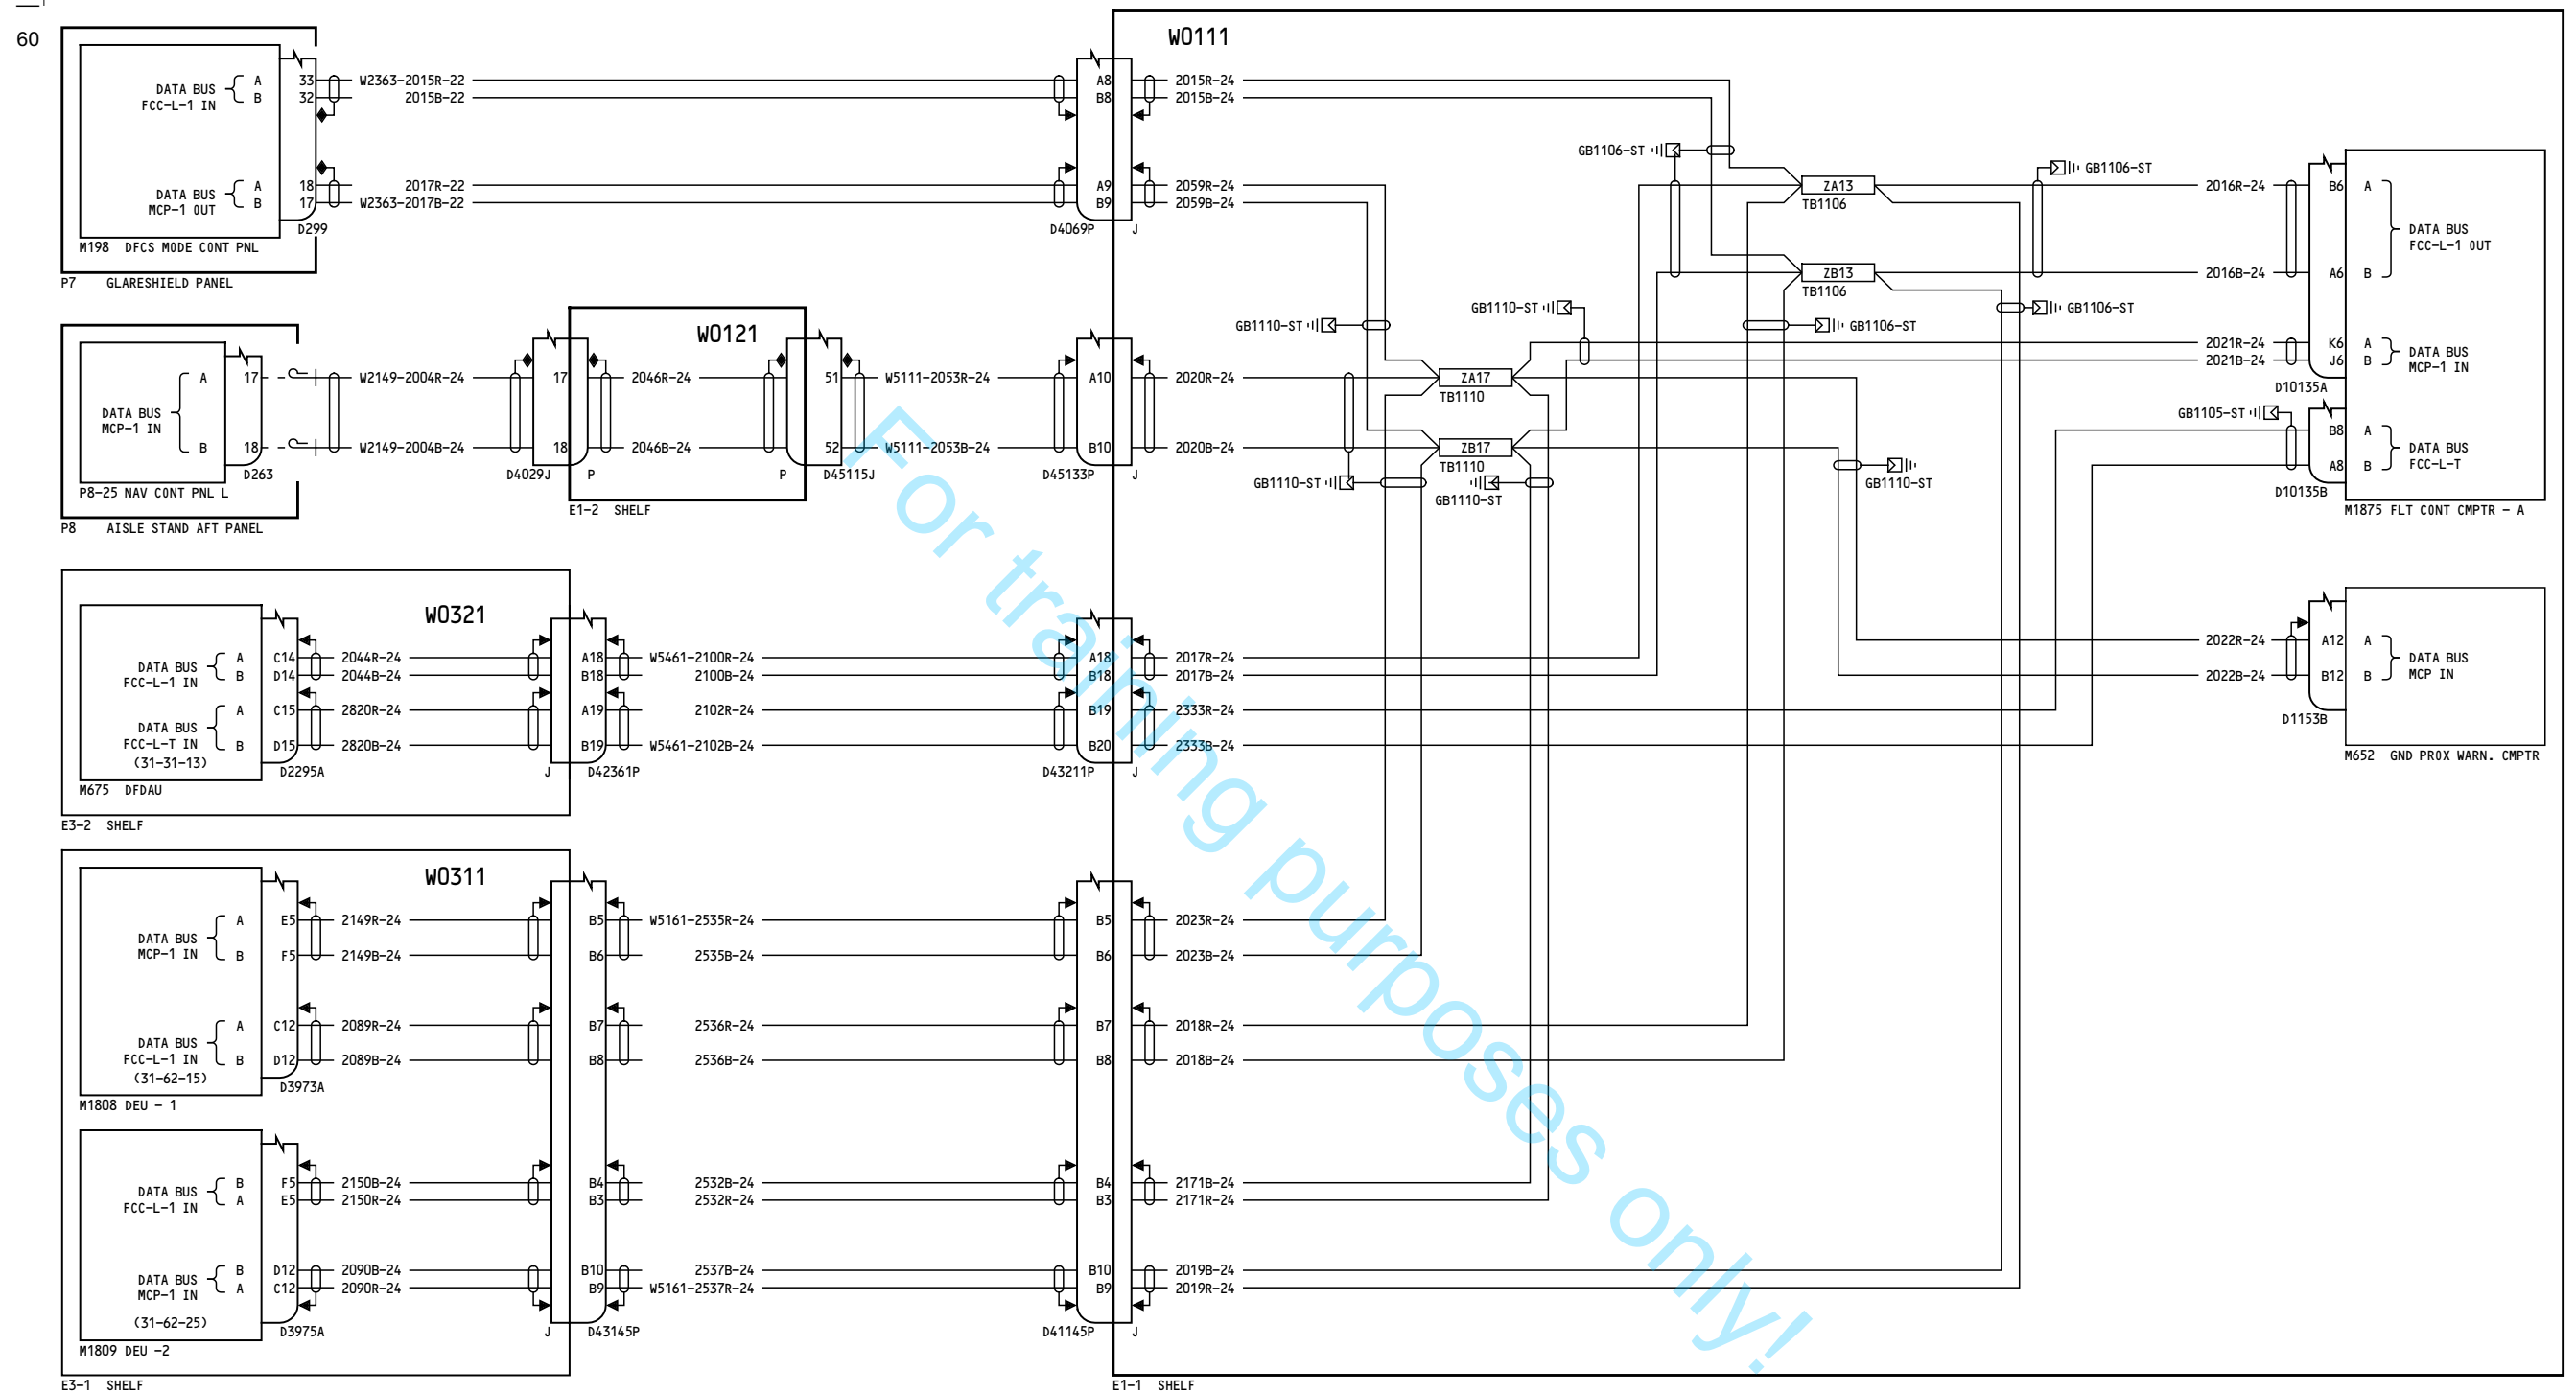 60
W0111
DATA BUS
FCC-L-1 IN
A
B
33
32
W2363-2015R-22
2015B-22
A8
B8
2015R-24
2015B-24
DATA BUS
MCP-1 OUT
A
B
18
17
2017R-22
W2363-2017B-22
A9
B9
2059R-24
2059B-24
D299
D4069P
J
M198 DFCS MODE CONT PNL
P7 GLARESHIELD PANEL
GB1106-ST
ZA13
TB1106
GB1106-ST
ZB13
TB1106
GB1106-ST
GB1106-ST
2016R-24
B6
A
2016B-24
A6
B
DATA BUS
FCC-L-1 OUT
2021R-24
2021B-24
K6
J6
A
B
DATA BUS
MCP-1 IN
D10135A
GB1105-ST
B8
A
A8
B
DATA BUS
FCC-L-T
D10135B
M1875 FLT CONT CMPTR - A
W0121
DATA BUS
MCP-1 IN
A
B
17
18
W2149-2004R-24
W2149-2004B-24
17
18
2046R-24
2046B-24
51
52
W5111-2053R-24
W5111-2053B-24
A10
B10
2020R-24
2020B-24
D263
D4029J
P
P
D45115J
D45133P
J
P8-25 NAV CONT PNL L
P8 AISLE STAND AFT PANEL
E1-2 SHELF
GB1110-ST
GB1110-ST
ZA17
TB1110
ZB17
TB1110
GB1110-ST
GB1110-ST
GB1110-ST
2022R-24
A12
A
2022B-24
B12
B
DATA BUS
MCP IN
D1153B
M652 GND PROX WARN. CMPTR
W0321
DATA BUS
FCC-L-1 IN
A
B
C14
D14
2044R-24
2044B-24
A18
B18
W5461-2100R-24
2100B-24
A18
B18
2017R-24
2017B-24
DATA BUS
FCC-L-T IN
(31-31-13)
A
B
C15
D15
2820R-24
2820B-24
A19
B19
2102R-24
W5461-2102B-24
B19
B20
2333R-24
2333B-24
D2295A
J
D42361P
D43211P
J
M675 DFDAU
E3-2 SHELF
W0311
DATA BUS
MCP-1 IN
A
B
E5
F5
2149R-24
2149B-24
B5
B6
W5161-2535R-24
2535B-24
B5
B6
2023R-24
2023B-24
DATA BUS
FCC-L-1 IN
(31-62-15)
A
B
C12
D12
2089R-24
2089B-24
B7
B8
2536R-24
2536B-24
B7
B8
2018R-24
2018B-24
D3973A
M1808 DEU - 1
DATA BUS
FCC-L-1 IN
B
A
F5
E5
2150B-24
2150R-24
B4
B3
2532B-24
2532R-24
B4
B3
2171B-24
2171R-24
DATA BUS
MCP-1 IN
(31-62-25)
B
A
D12
C12
2090B-24
2090R-24
B10
B9
2537B-24
W5161-2537R-24
B10
B9
2019B-24
2019R-24
D3975A
J
D43145P
D41145P
J
M1809 DEU -2
E3-1 SHELF
E1-1 SHELF
For training purposes only!